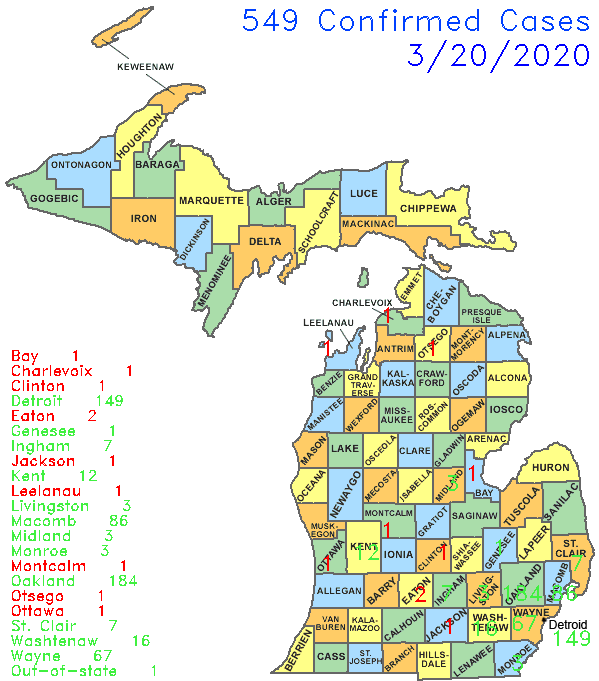 549 Confirmed Cases
3/20/2020
KEWEENAW
HOUGHTON
ONTONAGON
BARAGA
GOGEBIC
MARQUETTE
ALGER
LUCE
CHIPPEWA
IRON
SCHOOLCRAFT
MACKINAC
DICKINSON
DELTA
MENOMINEE
EMMET
CHE-
BOYGAN
CHARLEVOIX
1
PRESQUE
ISLE
LEELANAU
1
ANTRIM
OTSEGO
1
MONT-
MORENCY
ALPENA
BENZIE
GRAND
TRAV-
ERSE
KAL-
KASKA
CRAW-
FORD
OSCODA
ALCONA
MANISTEE
WEXFORD
MISS-
AUKEE
ROS-
COMMON
OGEMAW
IOSCO
ARENAC
MASON
LAKE
OSCEOLA
CLARE
GLADWIN
HURON
OCEANA
NEWAYGO
MECOSTA
ISABELLA
MIDLAND
3
1
BAY
TUSCOLA
SANILAC
MUSK-
EGON
MONTCALM
1
GRATIOT
SAGINAW
OTTAWA
1
KENT
12
IONIA
CLINTON
1
SHIA-
WASSEE
GENESEE
1
LAPEER
ST.
CLAIR
7
ALLEGAN
BARRY
EATON
2
INGHAM
7
LIVING-
STON
3
OAKLAND
184
MACOMB
86
VAN
BUREN
KALA-
MAZOO
CALHOUN
JACKSON
1
WASH-
TENAW
16
WAYNE
67
Detroid
149
BERRIEN
CASS
ST.
JOSEPH
BRANCH
HILLS-
DALE
LENAWEE
MONROE
3
Bay 1
Charlevoix 1
Clinton 1
Detroid 149
Eaton 2
Genesee 1
Ingham 7
Jackson 1
Kent 12
Leelanau 1
Livingston 3
Macomb 86
Midland 3
Monroe 3
Montcalm 1
Oakland 184
Otsego 1
Ottawa 1
St. Clair 7
Washtenaw 16
Wayne 67
Out-of-state 1